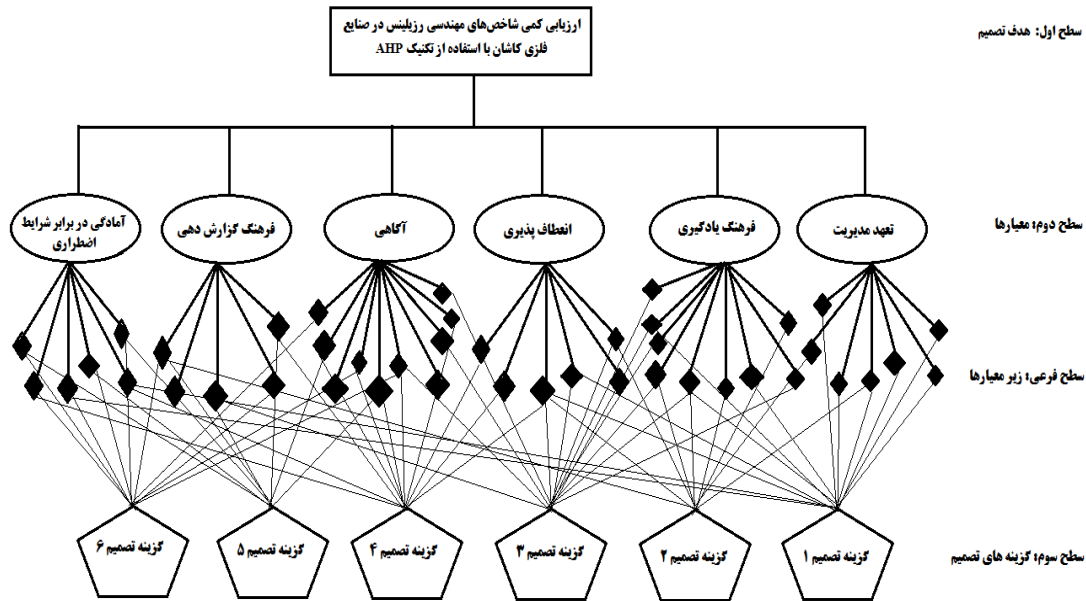 سطح اول: هدف تصمیم
ارزیابی کمی شاخص‌های مهندسی رزیلینس در صنایع
فلزی کاشان با استفاده از تکنیک AHP
سطح دوم: معیارها
تعهد مدیریت
فرهنگ یادگیری
انعطاف پذیری
آگاهی
فرهنگ گزارش دهی
آمادگی در برابر شرایط
اضطراری
سطح فرعی: زیر معیارها
سطح سوم: گزینه های تصمیم
گزینه تصمیم ۱
گزینه تصمیم ۲
گزینه تصمیم ۳
گزینه تصمیم ۴
گزینه تصمیم ۵
گزینه تصمیم ۶